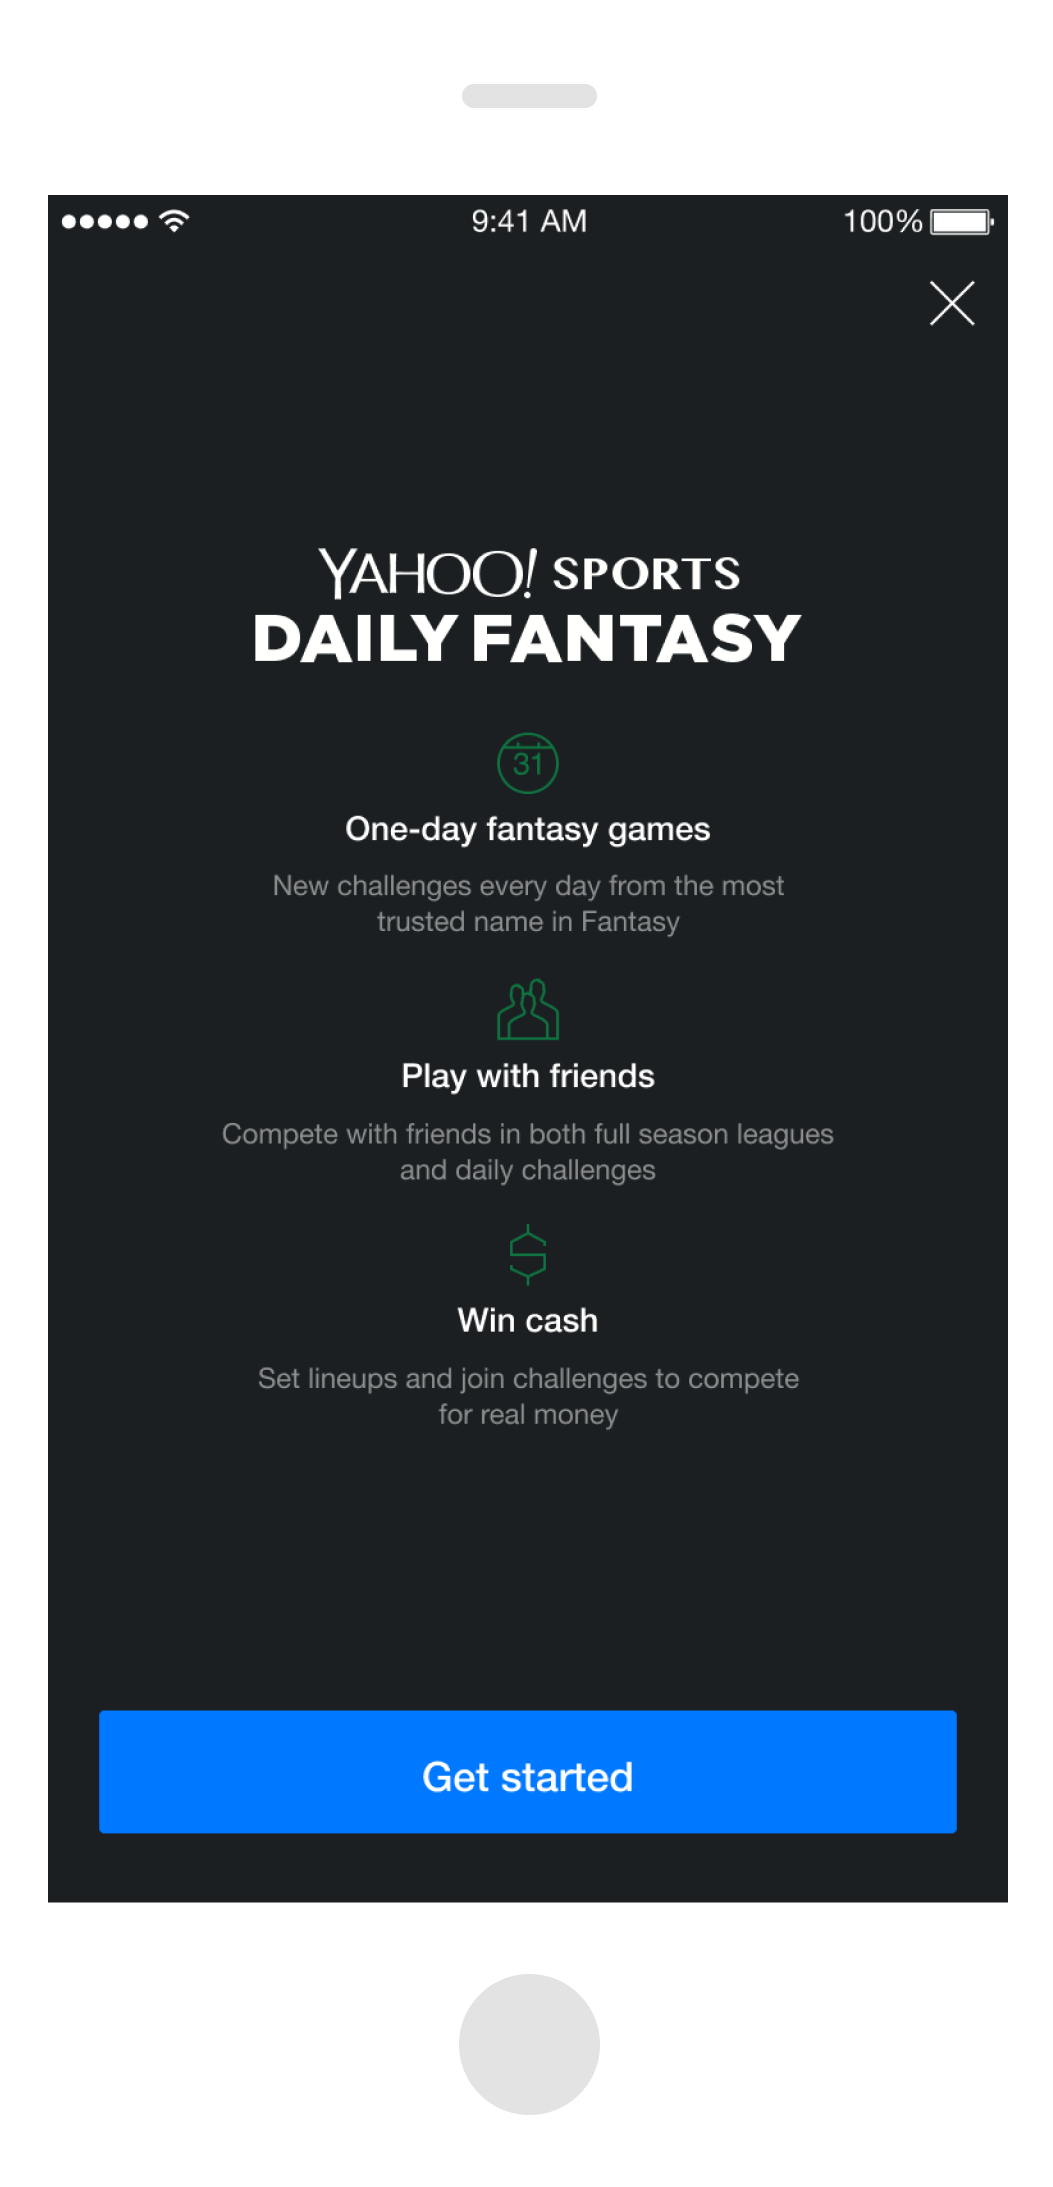 9:41 AM 100%
YAHOO! SPORTS
DAILY FANTASY
31
One-day fantasy games
New challenges every day from the most
trusted name in Fantasy
Play with friends
Compete with friends in both full season leagues
and daily challenges
Win cash
Set lineups and join challenges to compete
for real money
Get started